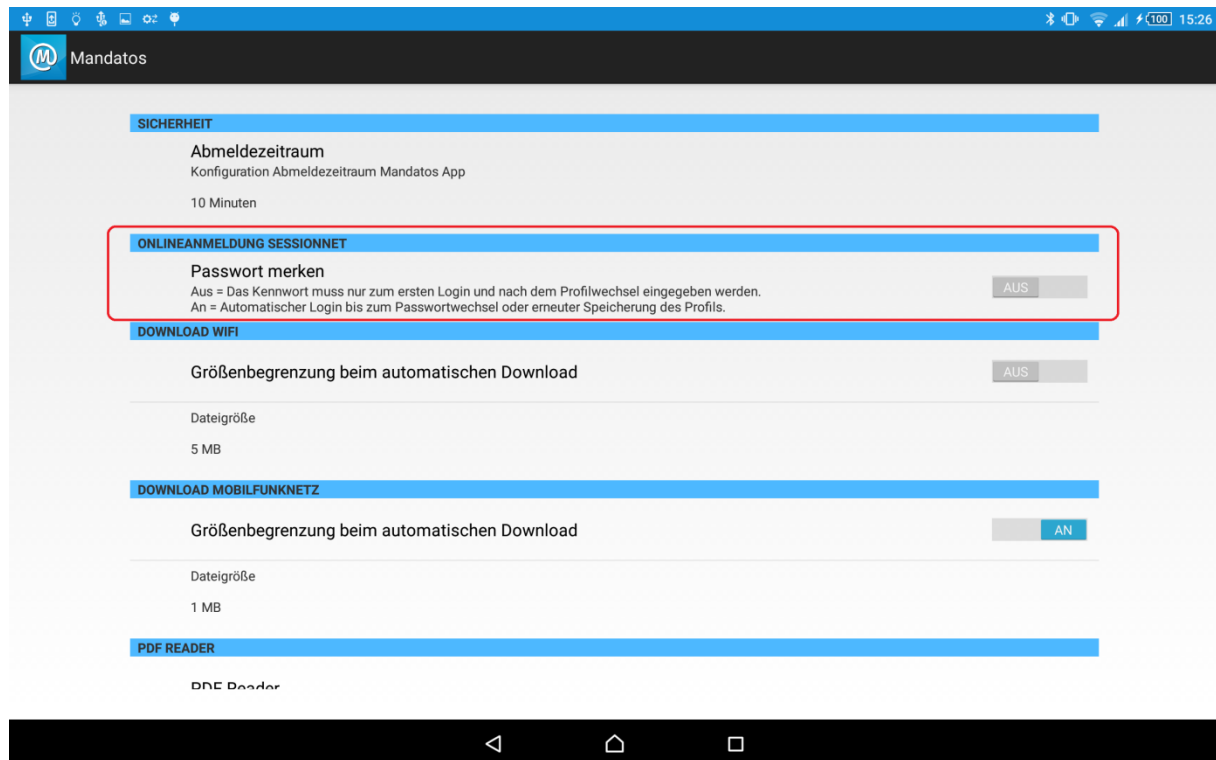 100 15:26
M Mandatos
SICHERHEIT
Abmeldezeitraum
Konfiguration Abmeldezeitraum Mandatos App
10 Minuten
ONLINEANMELDUNG SESSIONNET
Passwort merken
Aus = Das Kennwort muss nur zum ersten Login und nach dem Profilwechsel eingegeben werden.
AUS
An = Automatischer Login bis zum Passwortwechsel oder erneuter Speicherung des Profils.
DOWNLOAD WIFI
Größenbegrenzung beim automatischen Download AUS
Dateigröße
5 MB
DOWNLOAD MOBILFUNKNETZ
Größenbegrenzung beim automatischen Download AN
Dateigröße
1 MB
PDF READER
PDF Reader